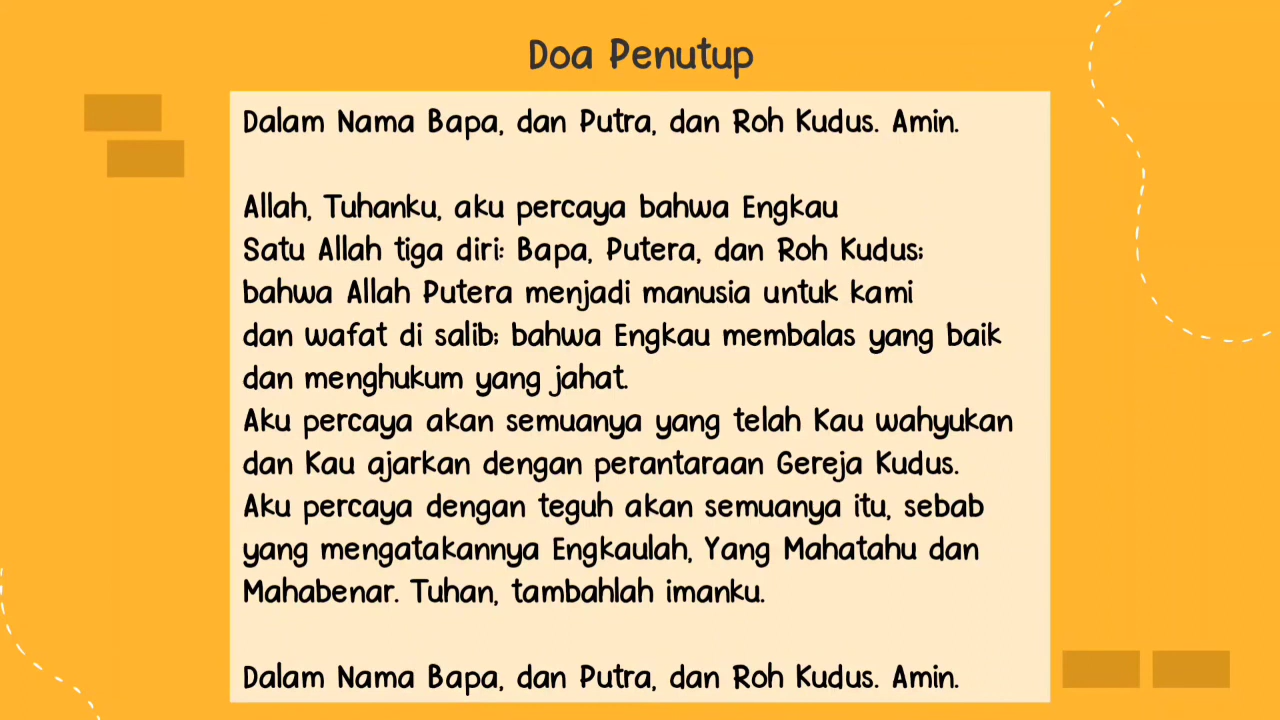 Doa Penutup
Dalam Nama Bapa, dan Putra, dan Roh Kudus. Amin.
Allah, Tuhanku, aku percaya bahwa Engkau
Satu Allah tiga diri: Bapa, Putera, dan Roh Kudus;
bahwa Allah Putera menjadi manusia untuk kami
dan wafat di salib; bahwa Engkau membalas yang baik
dan menghukum yang jahat.
Aku percaya akan semuanya yang telah Kau wahyukan
dan Kau ajarkan dengan perantaraan Gereja Kudus.
Aku percaya dengan teguh akan semuanya itu, sebab
yang mengatakannya Engkaulah, Yang Mahatahu dan
Mahabenar. Tuhan, tambahlah imanku.
Dalam Nama Bapa, dan Putra, dan Roh Kudus. Amin.